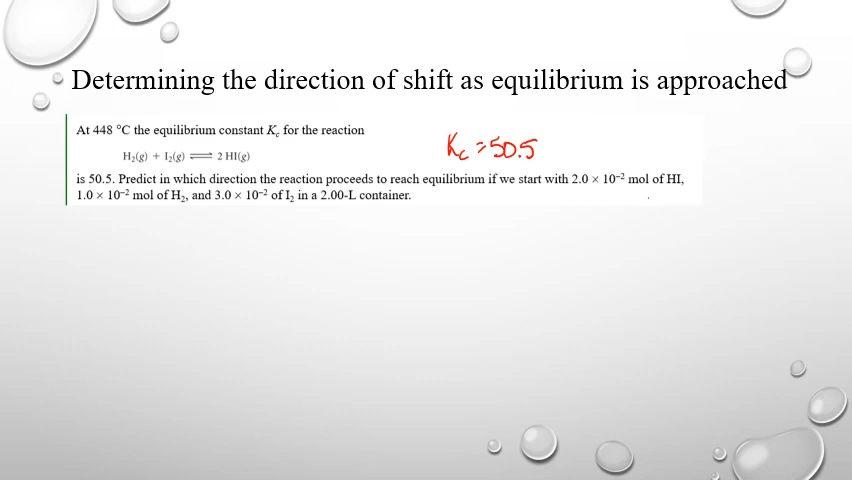 Determining the direction of shift as equilibrium is approached
At 448 °C the equilibrium constant Kc for the reaction
Kc = 50.5
H₂(g) + I₂(g) ⇌ 2 HI(g)
is 50.5. Predict in which direction the reaction proceeds to reach equilibrium if we start with 2.0 × 10⁻² mol of HI,
1.0 × 10⁻² mol of H₂, and 3.0 × 10⁻² of I₂ in a 2.00-L container.